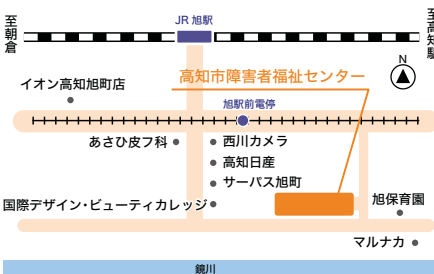 JR 旭駅
至朝倉
至高知駅
N
高知市障害者福祉センター
イオン高知旭町店
旭駅前電停
あさひ皮フ科
西川カメラ
高知日産
サーパス旭町
国際デザイン・ビューティカレッジ
旭保育園
マルナカ
鏡川